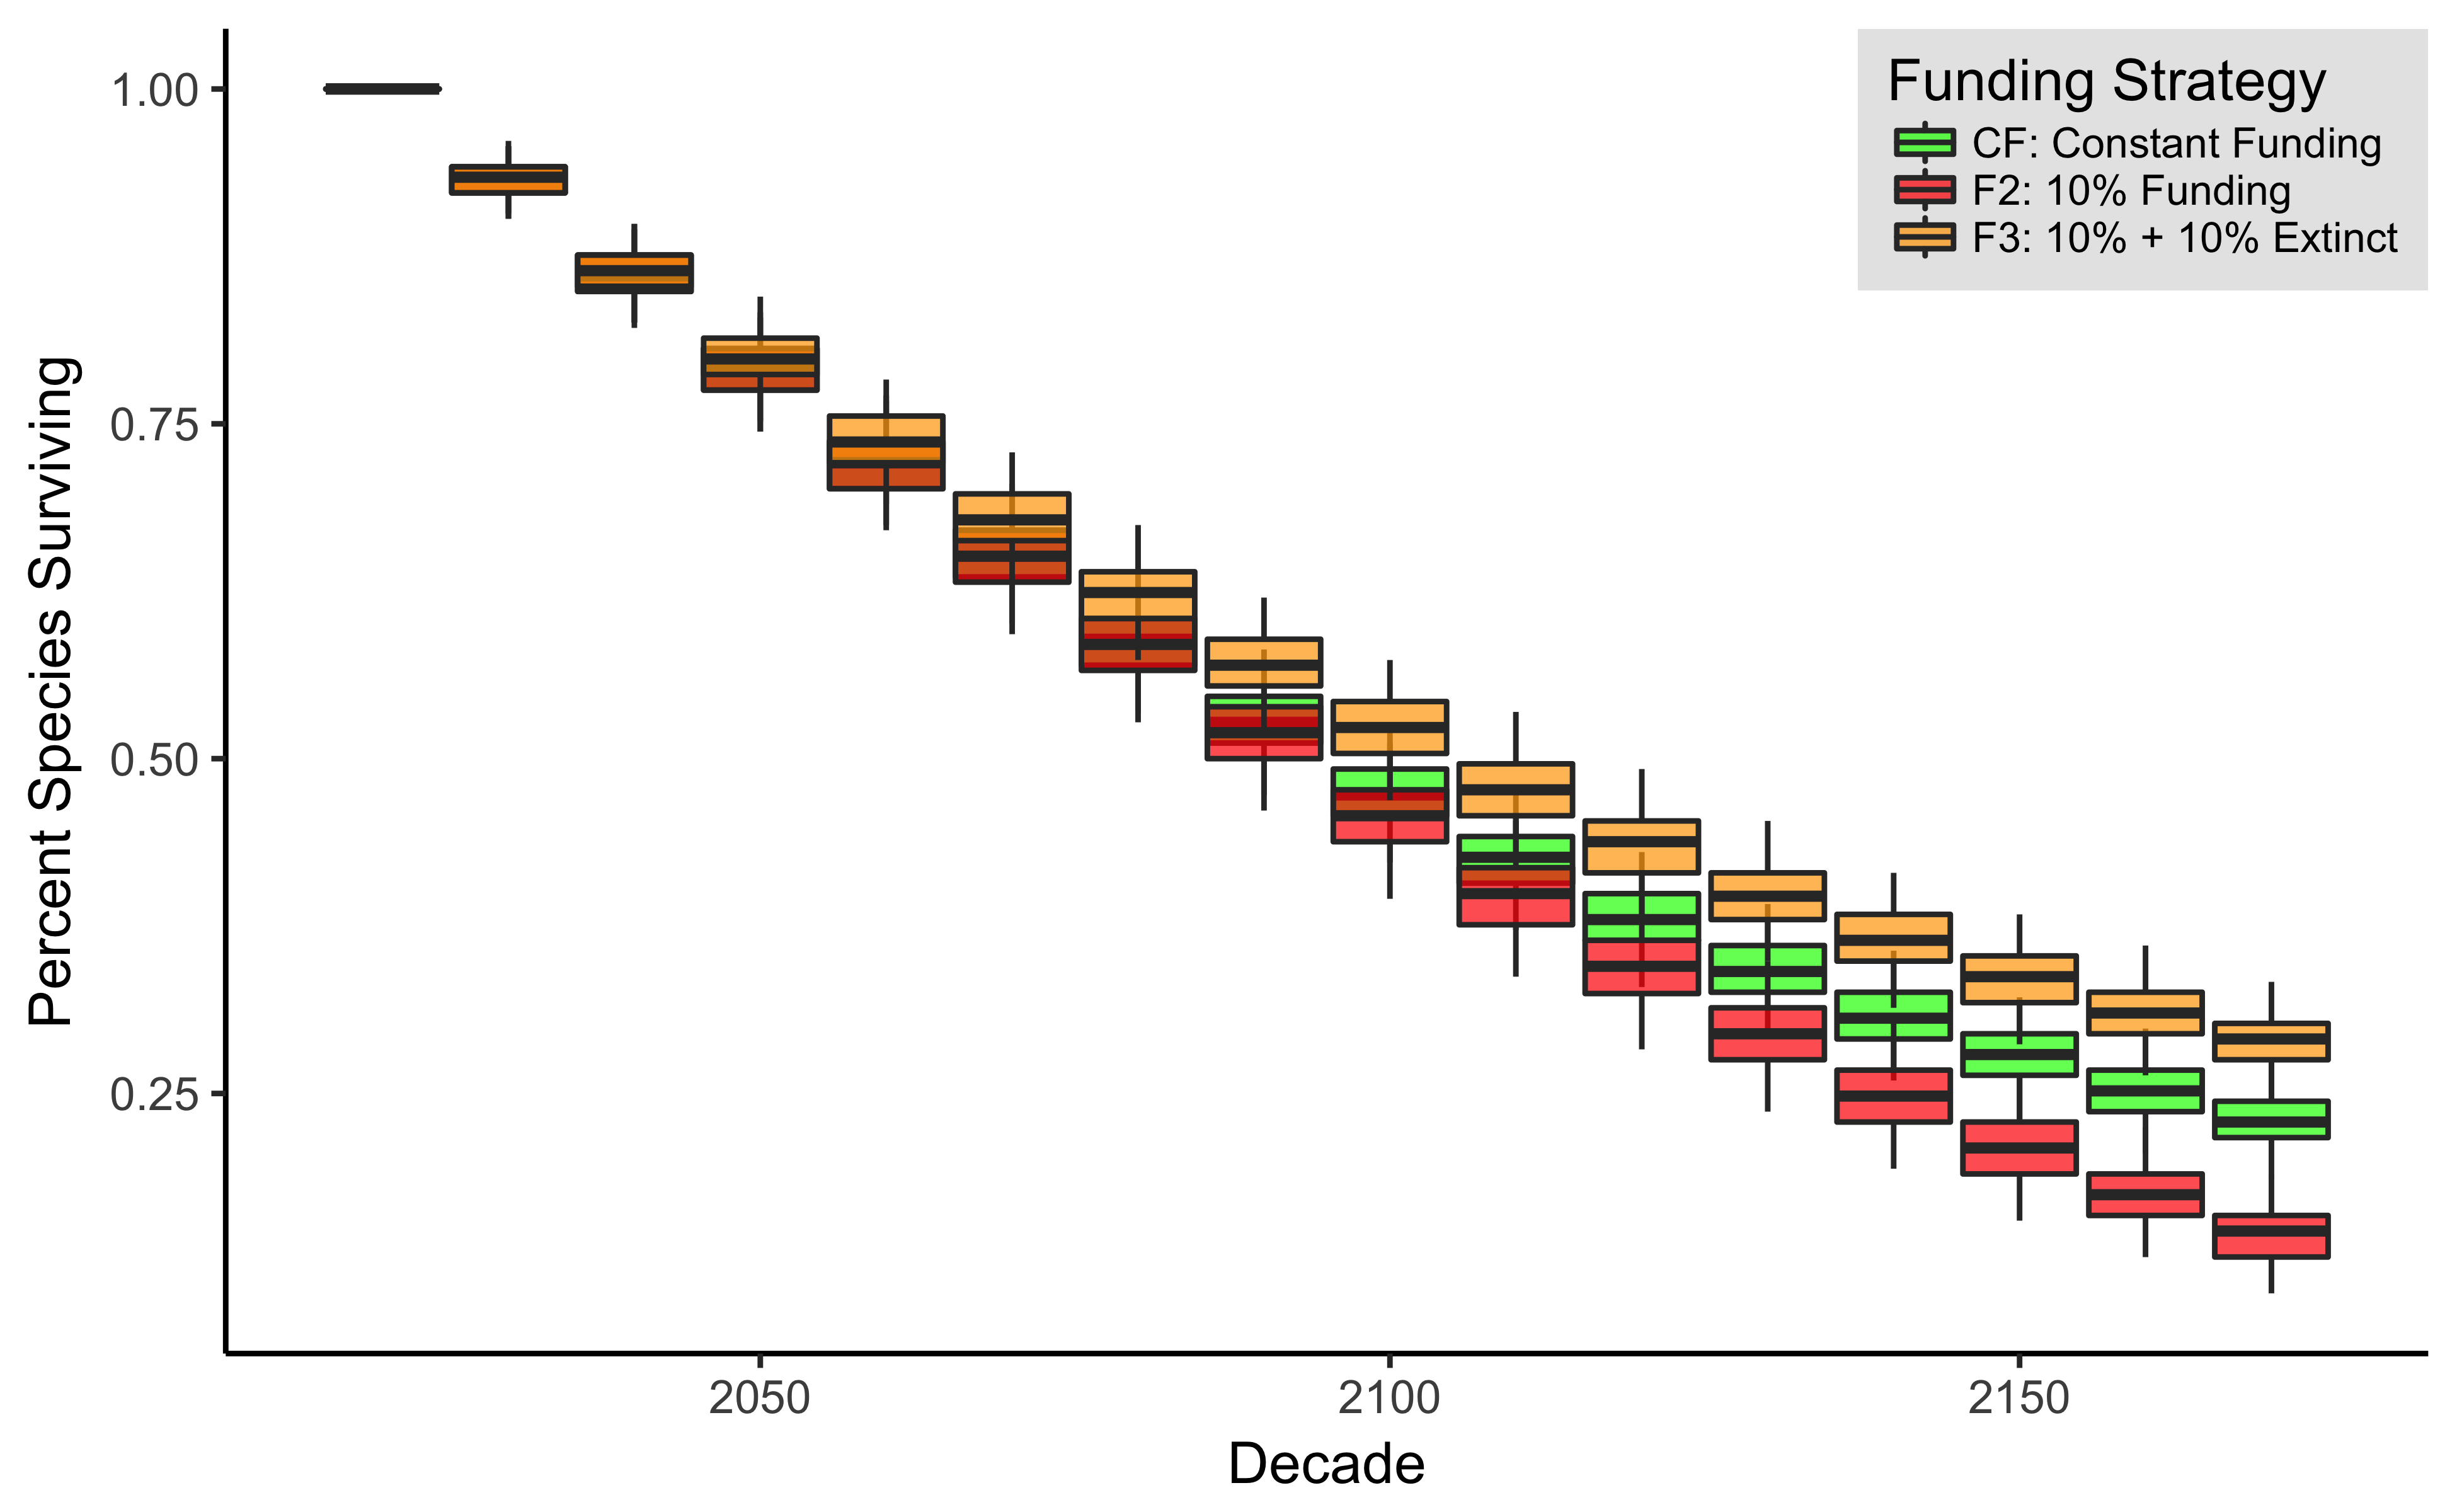 Funding Strategy
CF: Constant Funding
F2: 10% Funding
F3: 10% + 10% Extinct
Percent Species Surviving
1.00
0.75
0.50
0.25
2050
2100
2150
Decade